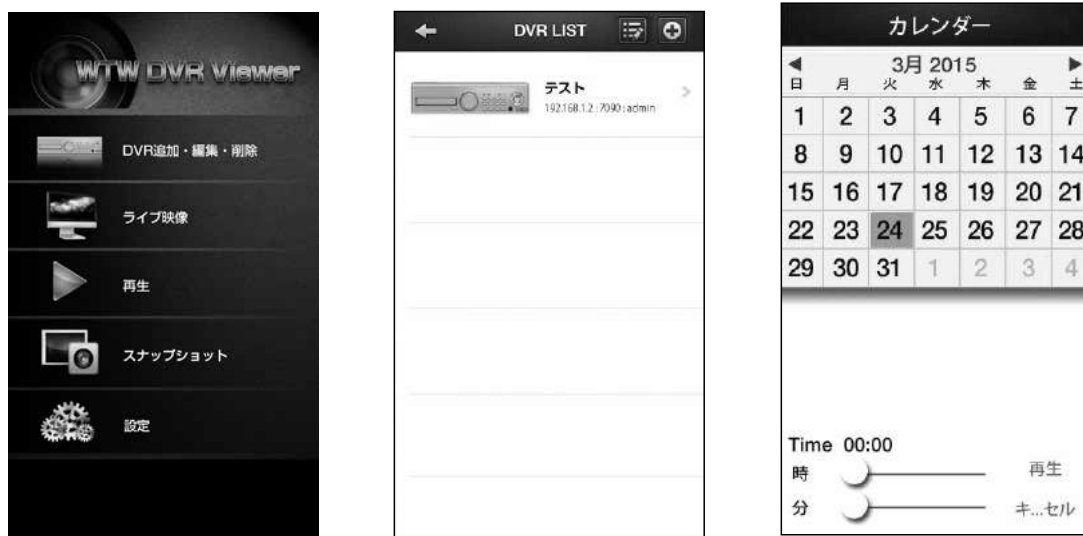 WTW DVR Viewer
DVR追加・編集・削除
ライブ映像
再生
スナップショット
設定
DVR LIST
テスト
192.168.1.2 : 7090 : admin
カレンダー
3月 2015
日 月 火 水 木 金 土
1 2 3 4 5 6 7
8 9 10 11 12 13 14
15 16 17 18 19 20 21
22 23 24 25 26 27 28
29 30 31 1 2 3 4
Time 00:00
時
再生
分
キ...セル